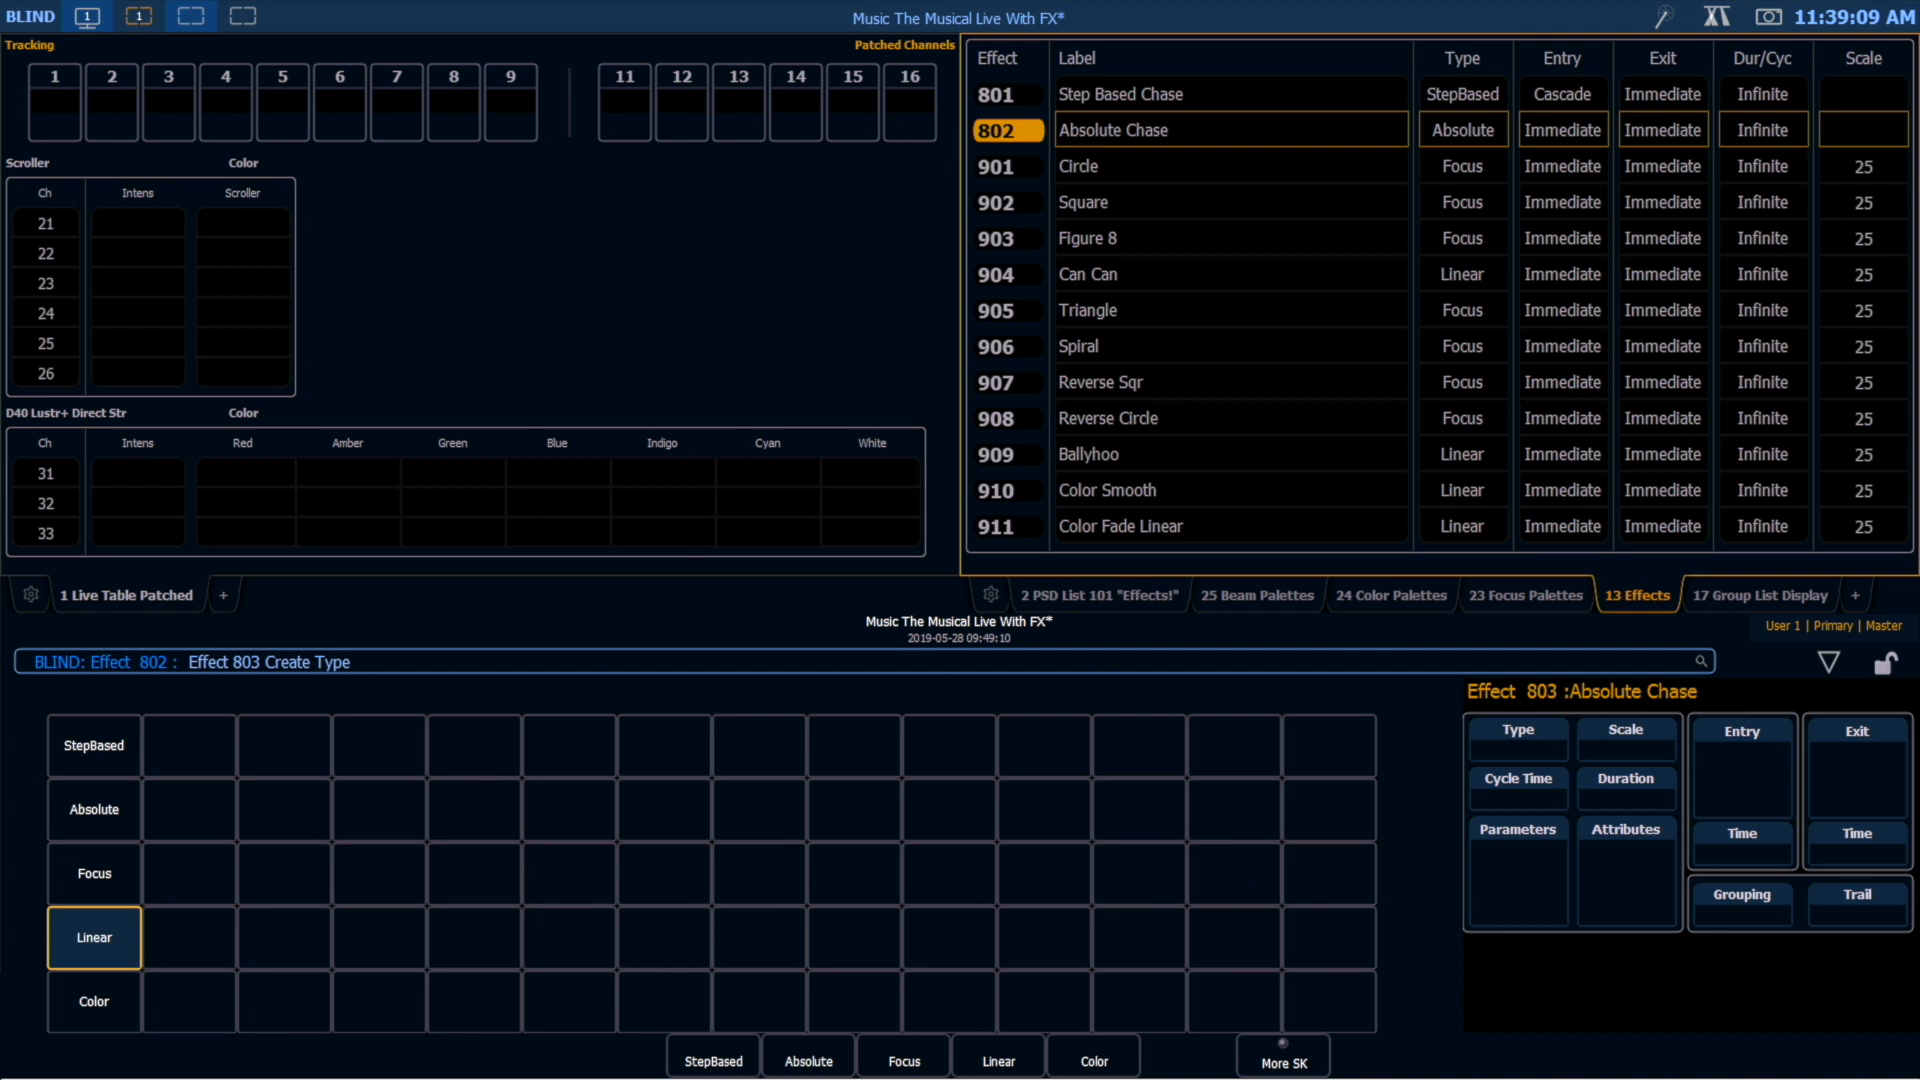 BLIND 1 1 Music The Musical Live With FX* 11:39:09 AM
Tracking Patched Channels
1 2 3 4 5 6 7 8 9 11 12 13 14 15 16
Scroller Color
Ch Intens Scroller
21
22
23
24
25
26
D40 Lustr+ Direct Str Color
Ch Intens Red Amber Green Blue Indigo Cyan White
31
32
33
1 Live Table Patched +
Effect Label Type Entry Exit Dur/Cyc Scale
801 Step Based Chase StepBased Cascade Immediate Infinite
802 Absolute Chase Absolute Immediate Immediate Infinite
901 Circle Focus Immediate Immediate Infinite 25
902 Square Focus Immediate Immediate Infinite 25
903 Figure 8 Focus Immediate Immediate Infinite 25
904 Can Can Linear Immediate Immediate Infinite 25
905 Triangle Focus Immediate Immediate Infinite 25
906 Spiral Focus Immediate Immediate Infinite 25
907 Reverse Sqr Focus Immediate Immediate Infinite 25
908 Reverse Circle Focus Immediate Immediate Infinite 25
909 Ballyhoo Linear Immediate Immediate Infinite 25
910 Color Smooth Linear Immediate Immediate Infinite 25
911 Color Fade Linear Linear Immediate Immediate Infinite 25
2 PSD List 101 "Effects!" 25 Beam Palettes 24 Color Palettes 23 Focus Palettes 13 Effects 17 Group List Display +
Music The Musical Live With FX*
2019-05-28 09:49:10
User 1 | Primary | Master
BLIND: Effect 802 : Effect 803 Create Type
StepBased
Absolute
Focus
Linear
Color
Effect 803 :Absolute Chase
Type Scale Entry Exit
Cycle Time Duration
Parameters Attributes Time Time
Grouping Trail
StepBased Absolute Focus Linear Color More SK